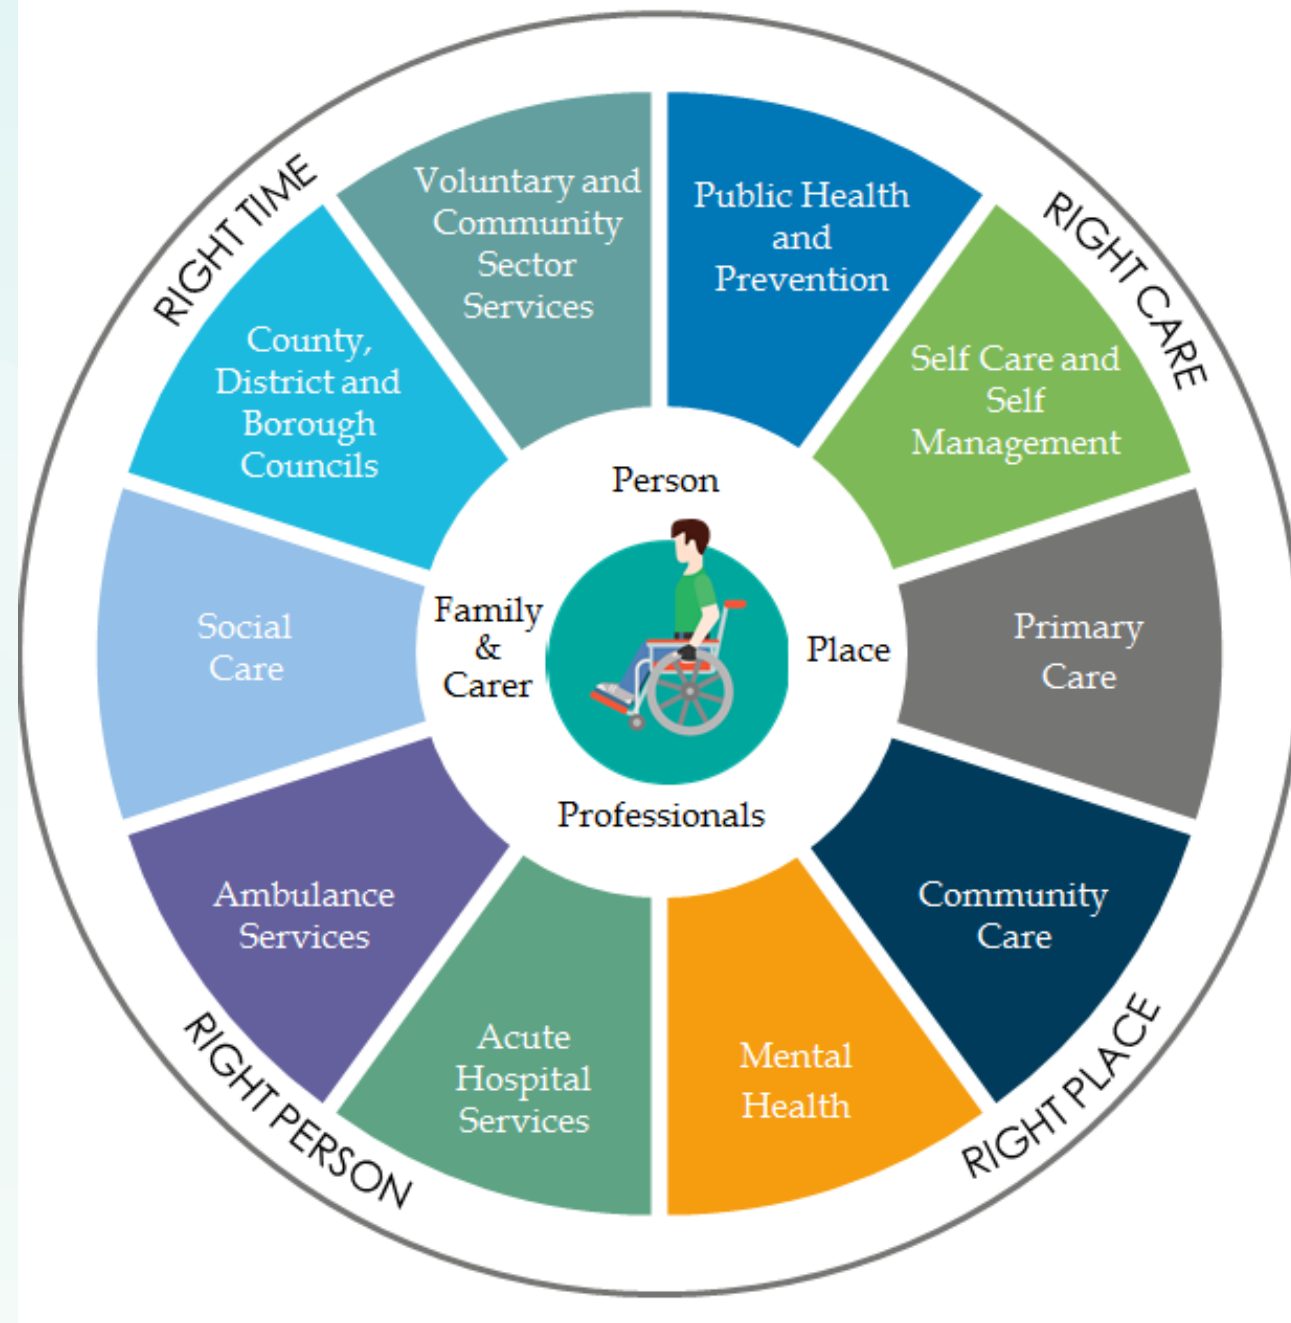 RIGHT TIME
RIGHT CARE
Voluntary and
Community
Sector
Services
Public Health
and
Prevention
County,
District and
Borough
Councils
Self Care and
Self
Management
Person
Family
&
Carer
Place
Professionals
Social
Care
Primary
Care
Ambulance
Services
Community
Care
Acute
Hospital
Services
Mental
Health
RIGHT PERSON
RIGHT PLACE